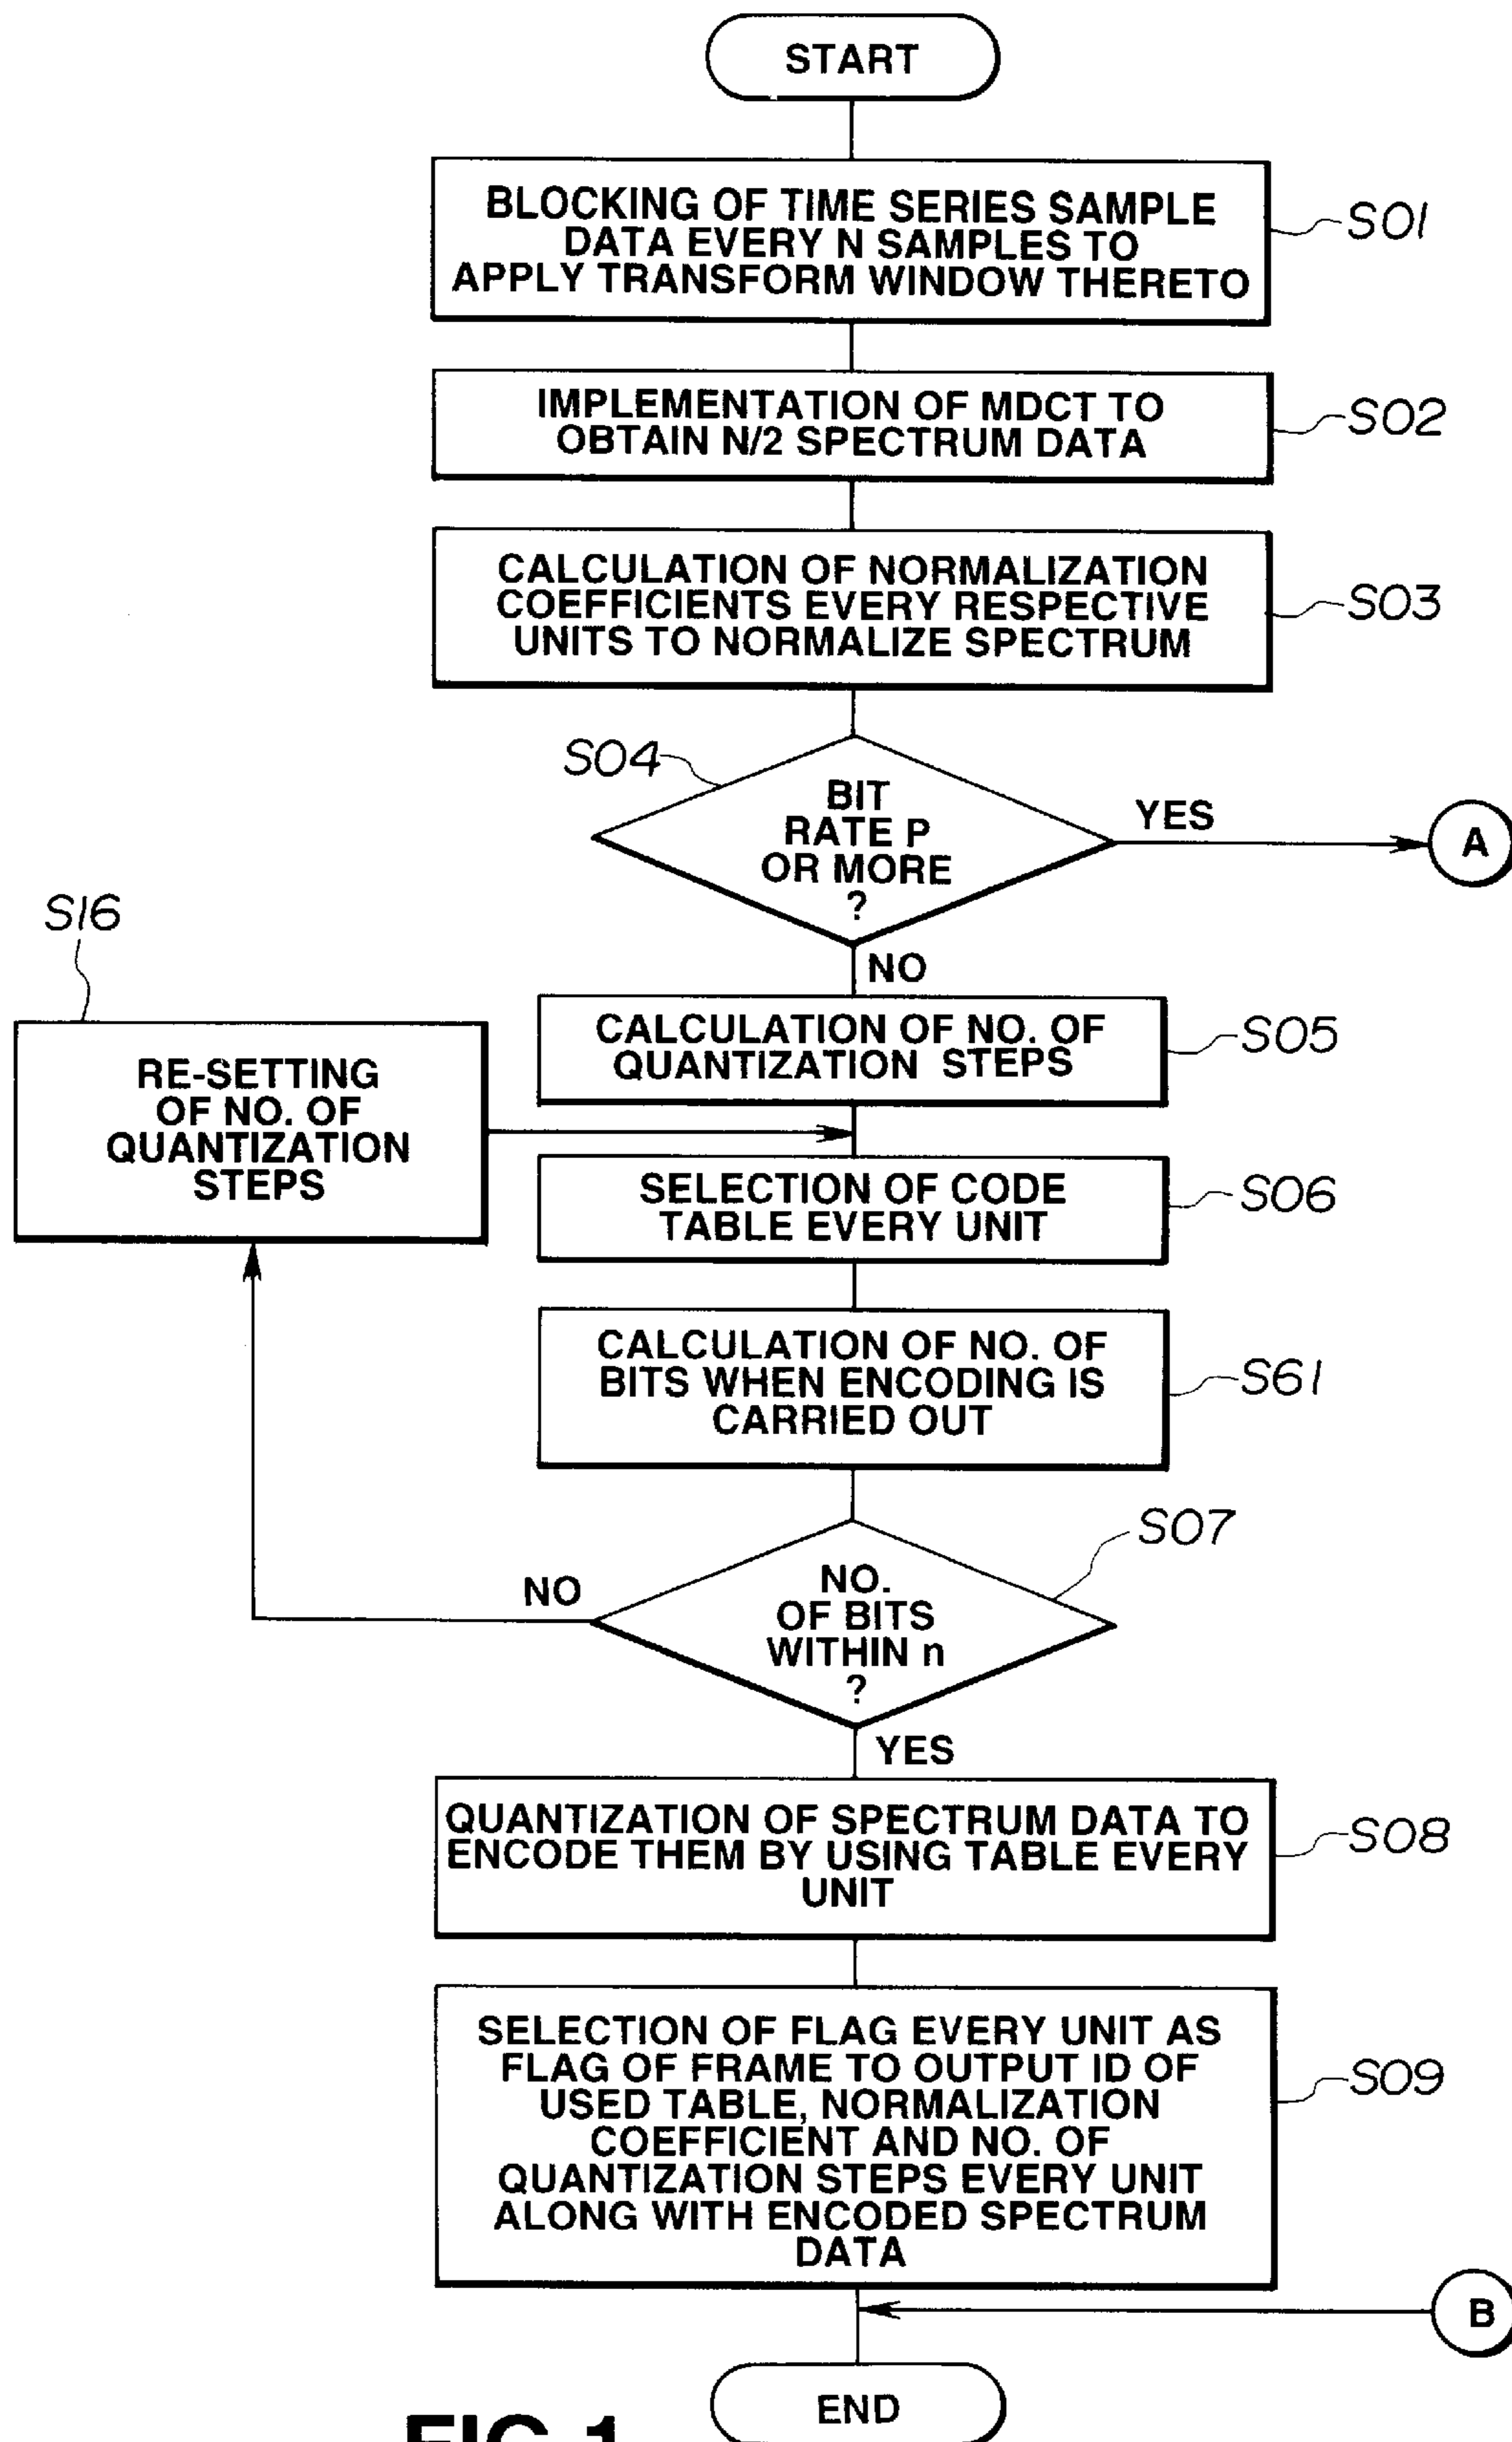 START
BLOCKING OF TIME SERIES SAMPLE
DATA EVERY N SAMPLES TO
APPLY TRANSFORM WINDOW THERETO
S01
IMPLEMENTATION OF MDCT TO
OBTAIN N/2 SPECTRUM DATA
S02
CALCULATION OF NORMALIZATION
COEFFICIENTS EVERY RESPECTIVE
UNITS TO NORMALIZE SPECTRUM
S03
S04
BIT
RATE P
OR MORE
?
YES
A
NO
S16
RE-SETTING
OF NO. OF
QUANTIZATION
STEPS
CALCULATION OF NO. OF
QUANTIZATION STEPS
S05
SELECTION OF CODE
TABLE EVERY UNIT
S06
CALCULATION OF NO. OF
BITS WHEN ENCODING IS
CARRIED OUT
S61
S07
NO
NO.
OF BITS
WITHIN n
?
YES
QUANTIZATION OF SPECTRUM DATA TO
ENCODE THEM BY USING TABLE EVERY
UNIT
S08
SELECTION OF FLAG EVERY UNIT AS
FLAG OF FRAME TO OUTPUT ID OF
USED TABLE, NORMALIZATION
COEFFICIENT AND NO. OF
QUANTIZATION STEPS EVERY UNIT
ALONG WITH ENCODED SPECTRUM
DATA
S09
B
END
FIG.1